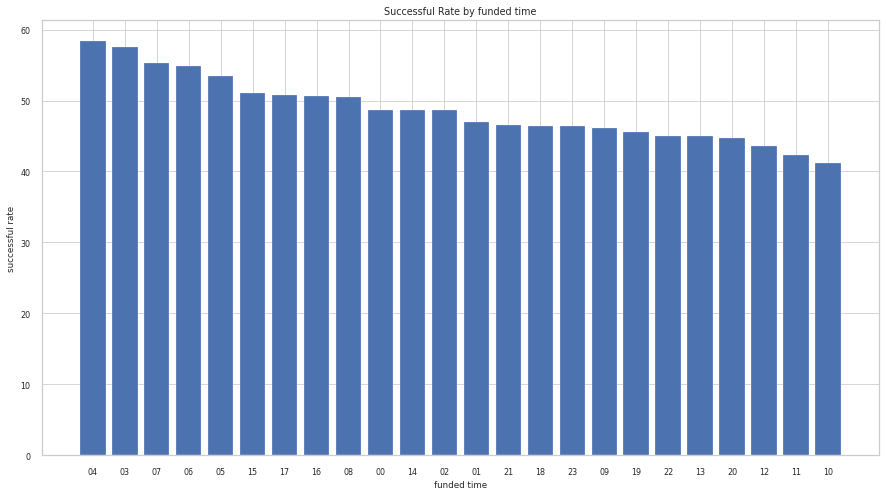 Successful Rate by funded time
successful rate
60
50
40
30
20
10
0
04 03 07 06 05 15 17 16 08 00 14 02 01 21 18 23 09 19 22 13 20 12 11 10
funded time